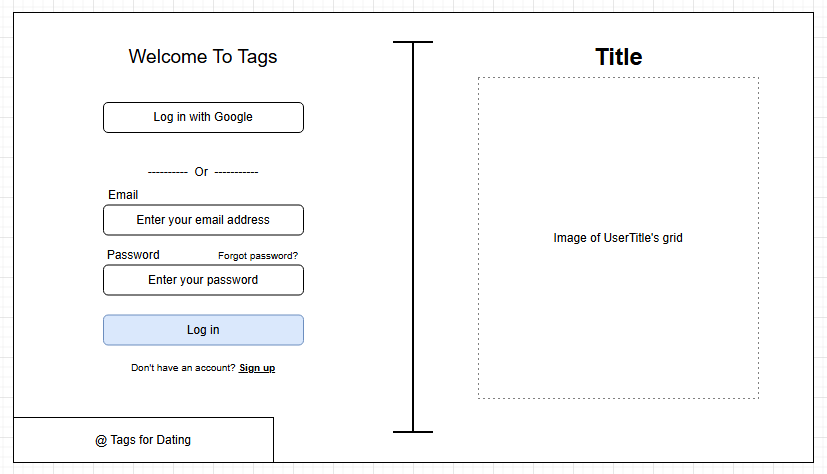 Welcome To Tags
Log in with Google
---------- Or -----------
Email
Enter your email address
Password Forgot password?
Enter your password
Log in
Don't have an account? Sign up
@ Tags for Dating
Title
Image of UserTitle's grid